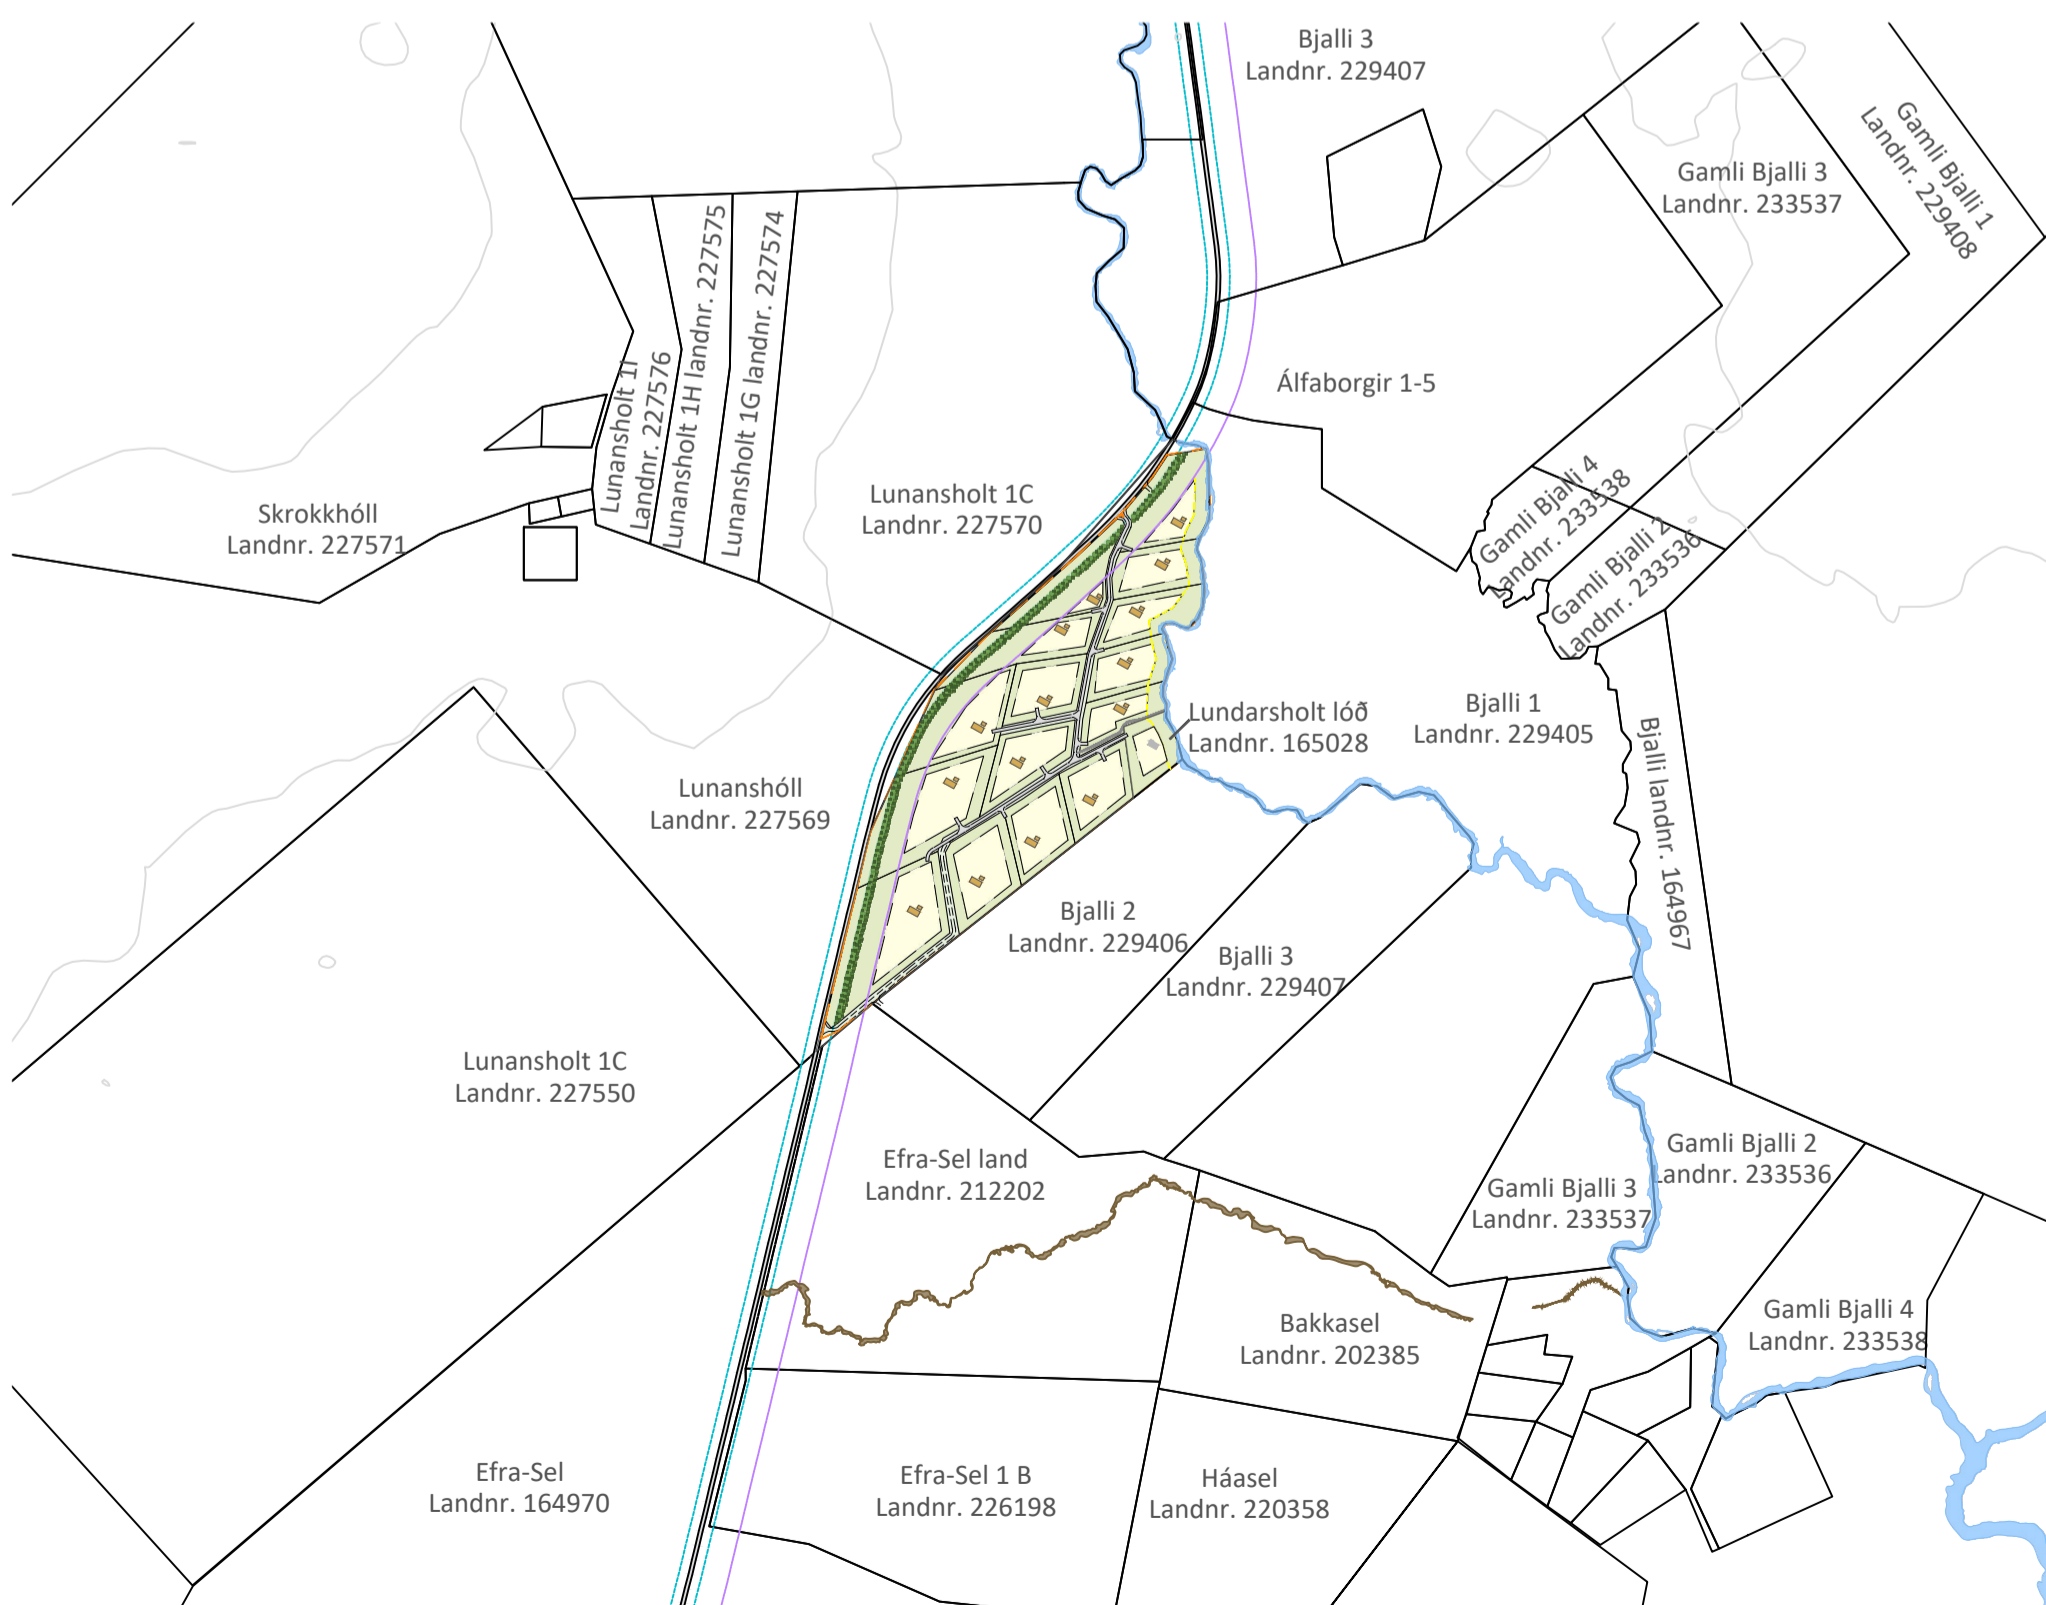 Bjalli 3
Landnr. 229407
Gamli Bjalli 1
Landnr. 229408
Gamli Bjalli 3
Landnr. 233537
Lunansholt 1I
Landnr. 227576
Lunansholt 1H landnr. 227575
Lunansholt 1G landnr. 227574
Álfaborgir 1-5
Skrokkhóll
Landnr. 227571
Lunansholt 1C
Landnr. 227570
Gamli Bjalli 4
Landnr. 233538
Gamli Bjalli 2
Landnr. 233536
Lundarsholt lóð
Landnr. 165028
Bjalli 1
Landnr. 229405
Bjalli landnr. 164967
Lunanshóll
Landnr. 227569
Bjalli 2
Landnr. 229406
Bjalli 3
Landnr. 229407
Lunansholt 1C
Landnr. 227550
Efra-Sel land
Landnr. 212202
Gamli Bjalli 2
Landnr. 233536
Gamli Bjalli 3
Landnr. 233537
Bakkasel
Landnr. 202385
Gamli Bjalli 4
Landnr. 233538
Efra-Sel
Landnr. 164970
Efra-Sel 1 B
Landnr. 226198
Háasel
Landnr. 220358